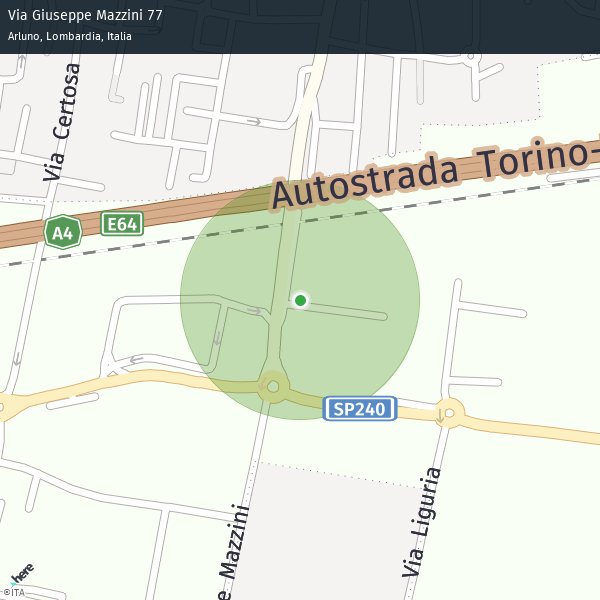 Via Giuseppe Mazzini 77
Arluno, Lombardia, Italia
Via Certosa
Autostrada Torino-
A4
E64
SP240
e Mazzini
Via Liguria
here
©ITA